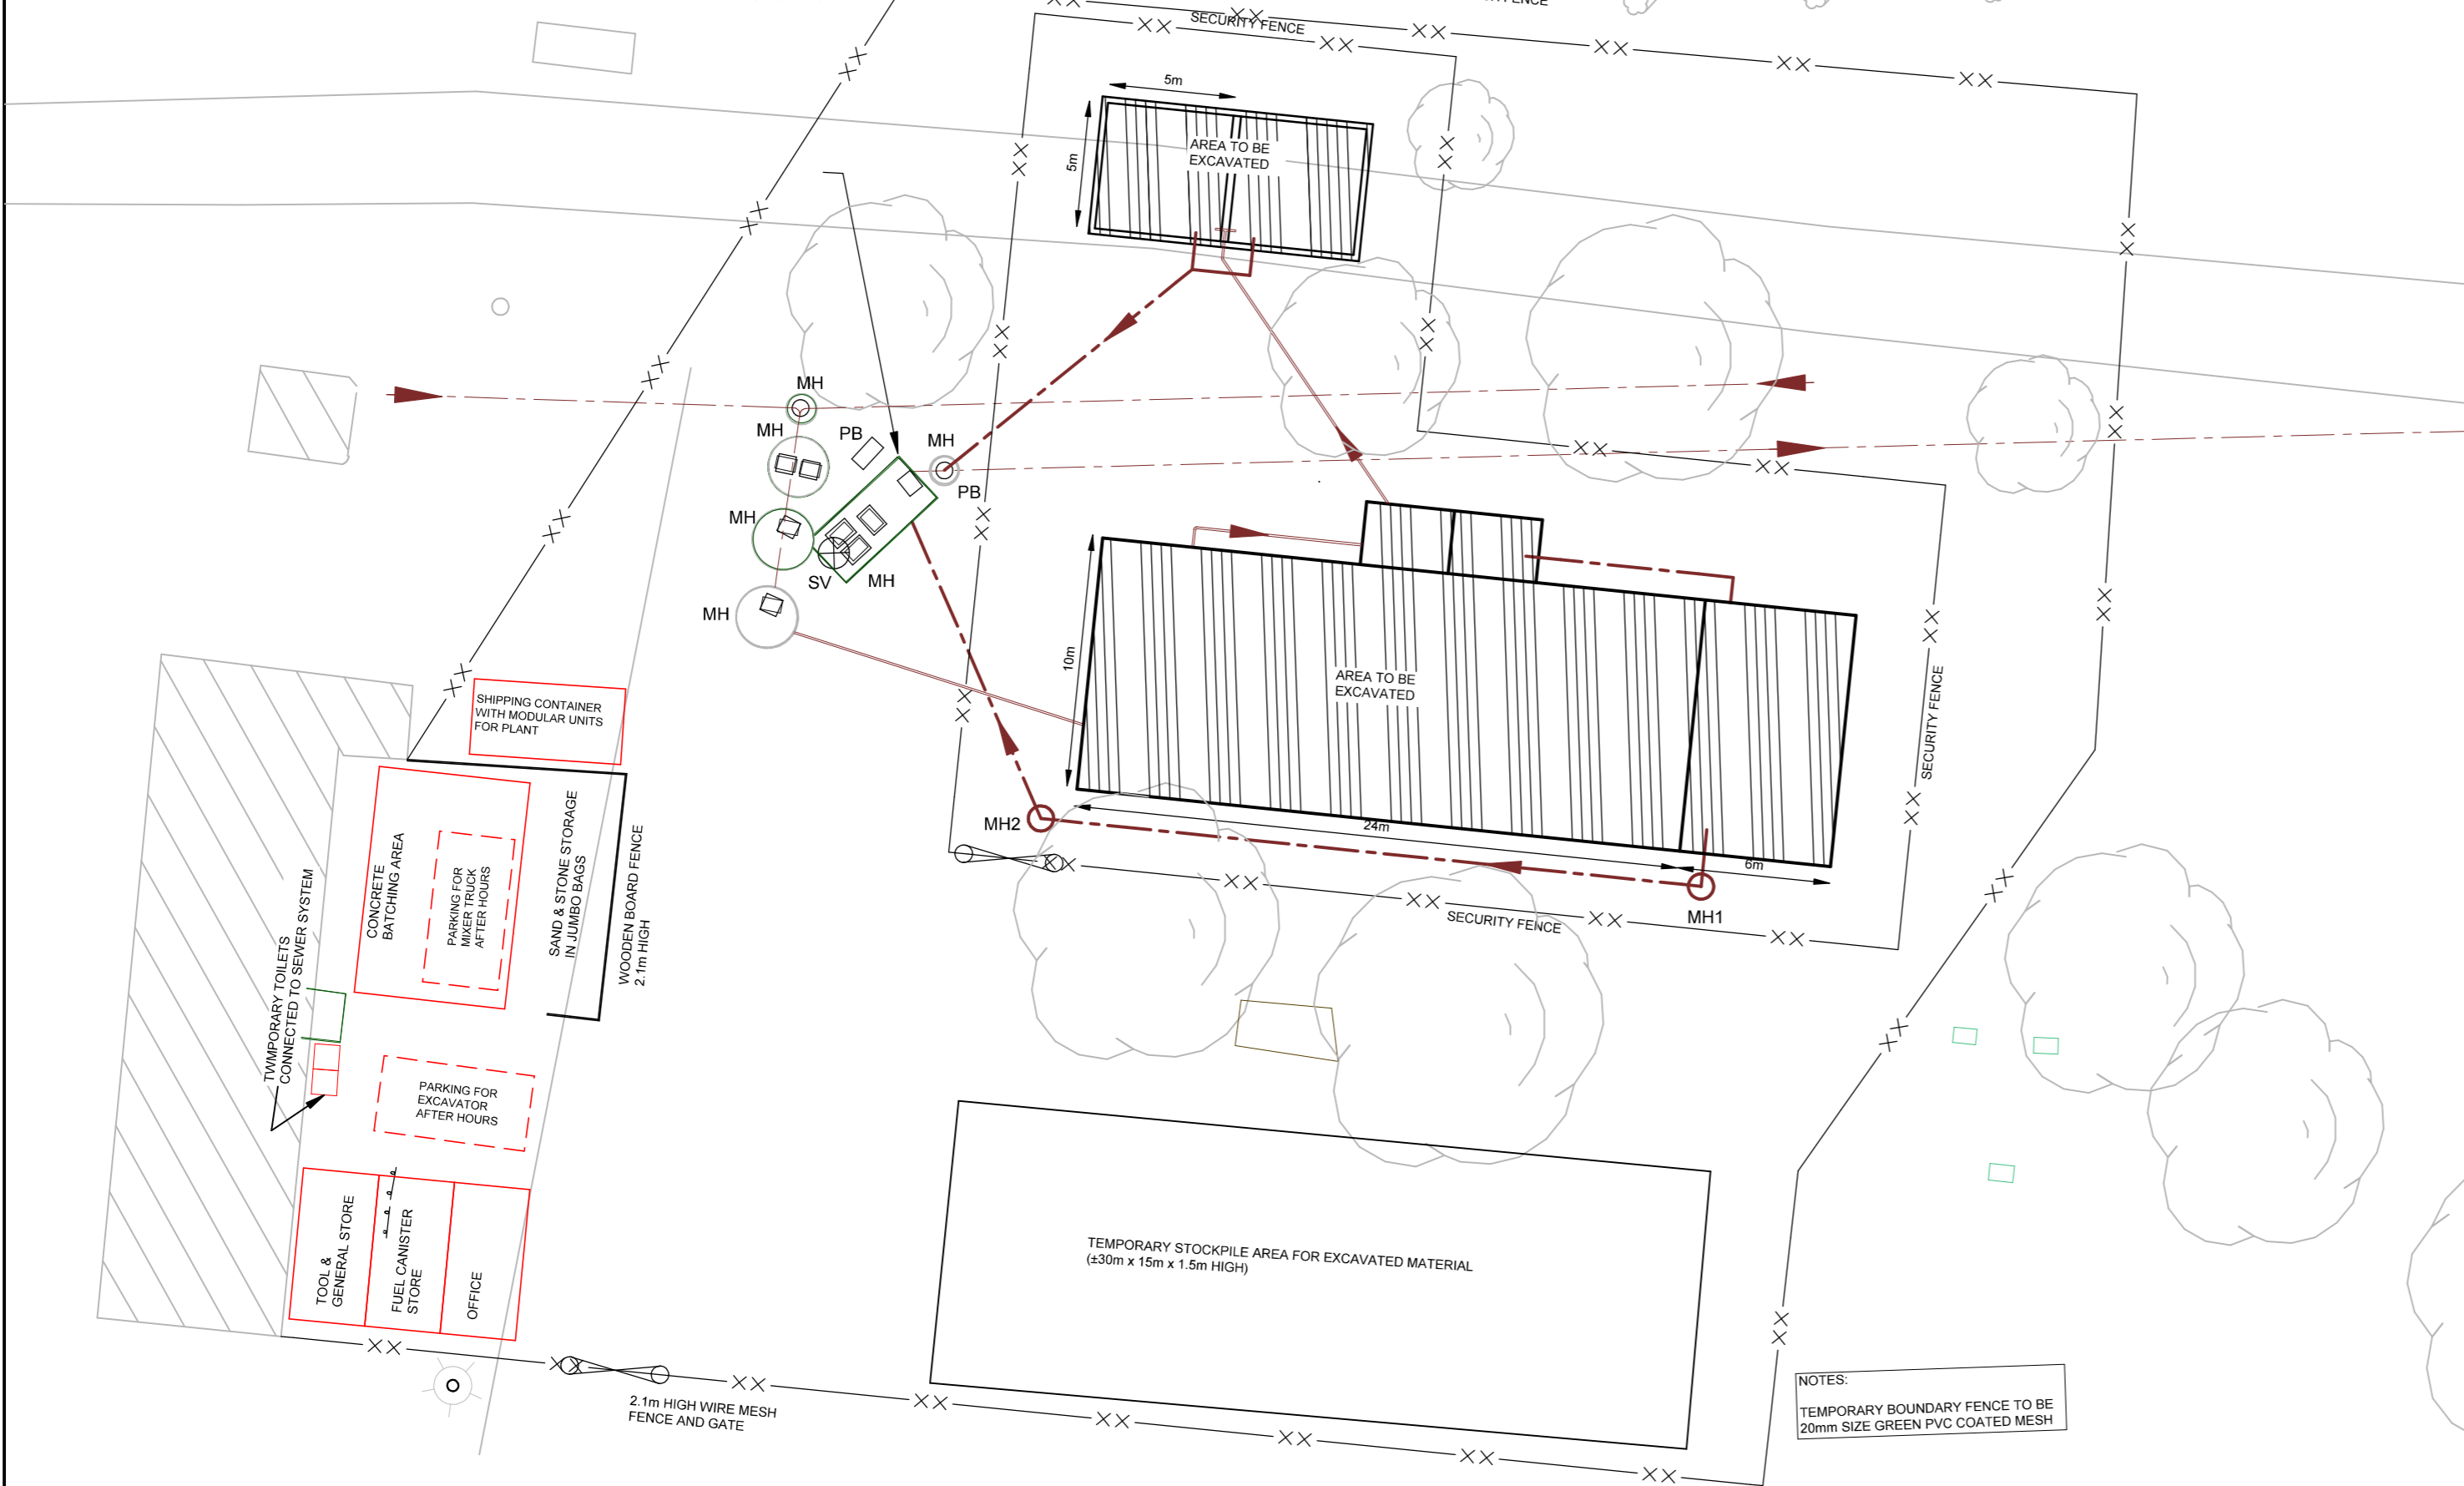 FENCE
SECURITY FENCE
5m
5m
AREA TO BE
EXCAVATED
MH
MH
PB
MH
PB
MH
SV
MH
MH
10m
AREA TO BE
EXCAVATED
SECURITY FENCE
SHIPPING CONTAINER
WITH MODULAR UNITS
FOR PLANT
MH2
24m
6m
MH1
SECURITY FENCE
CONCRETE
BATCHING AREA
PARKING FOR
MIXER TRUCK
AFTER HOURS
SAND & STONE STORAGE
IN JUMBO BAGS
WOODEN BOARD FENCE
2.1m HIGH
TWMPORARY TOILETS
CONNECTED TO SEWER SYSTEM
PARKING FOR
EXCAVATOR
AFTER HOURS
TOOL &
GENERAL STORE
FUEL CANISTER
STORE
OFFICE
TEMPORARY STOCKPILE AREA FOR EXCAVATED MATERIAL
(±30m x 15m x 1.5m HIGH)
2.1m HIGH WIRE MESH
FENCE AND GATE
NOTES:
TEMPORARY BOUNDARY FENCE TO BE
20mm SIZE GREEN PVC COATED MESH